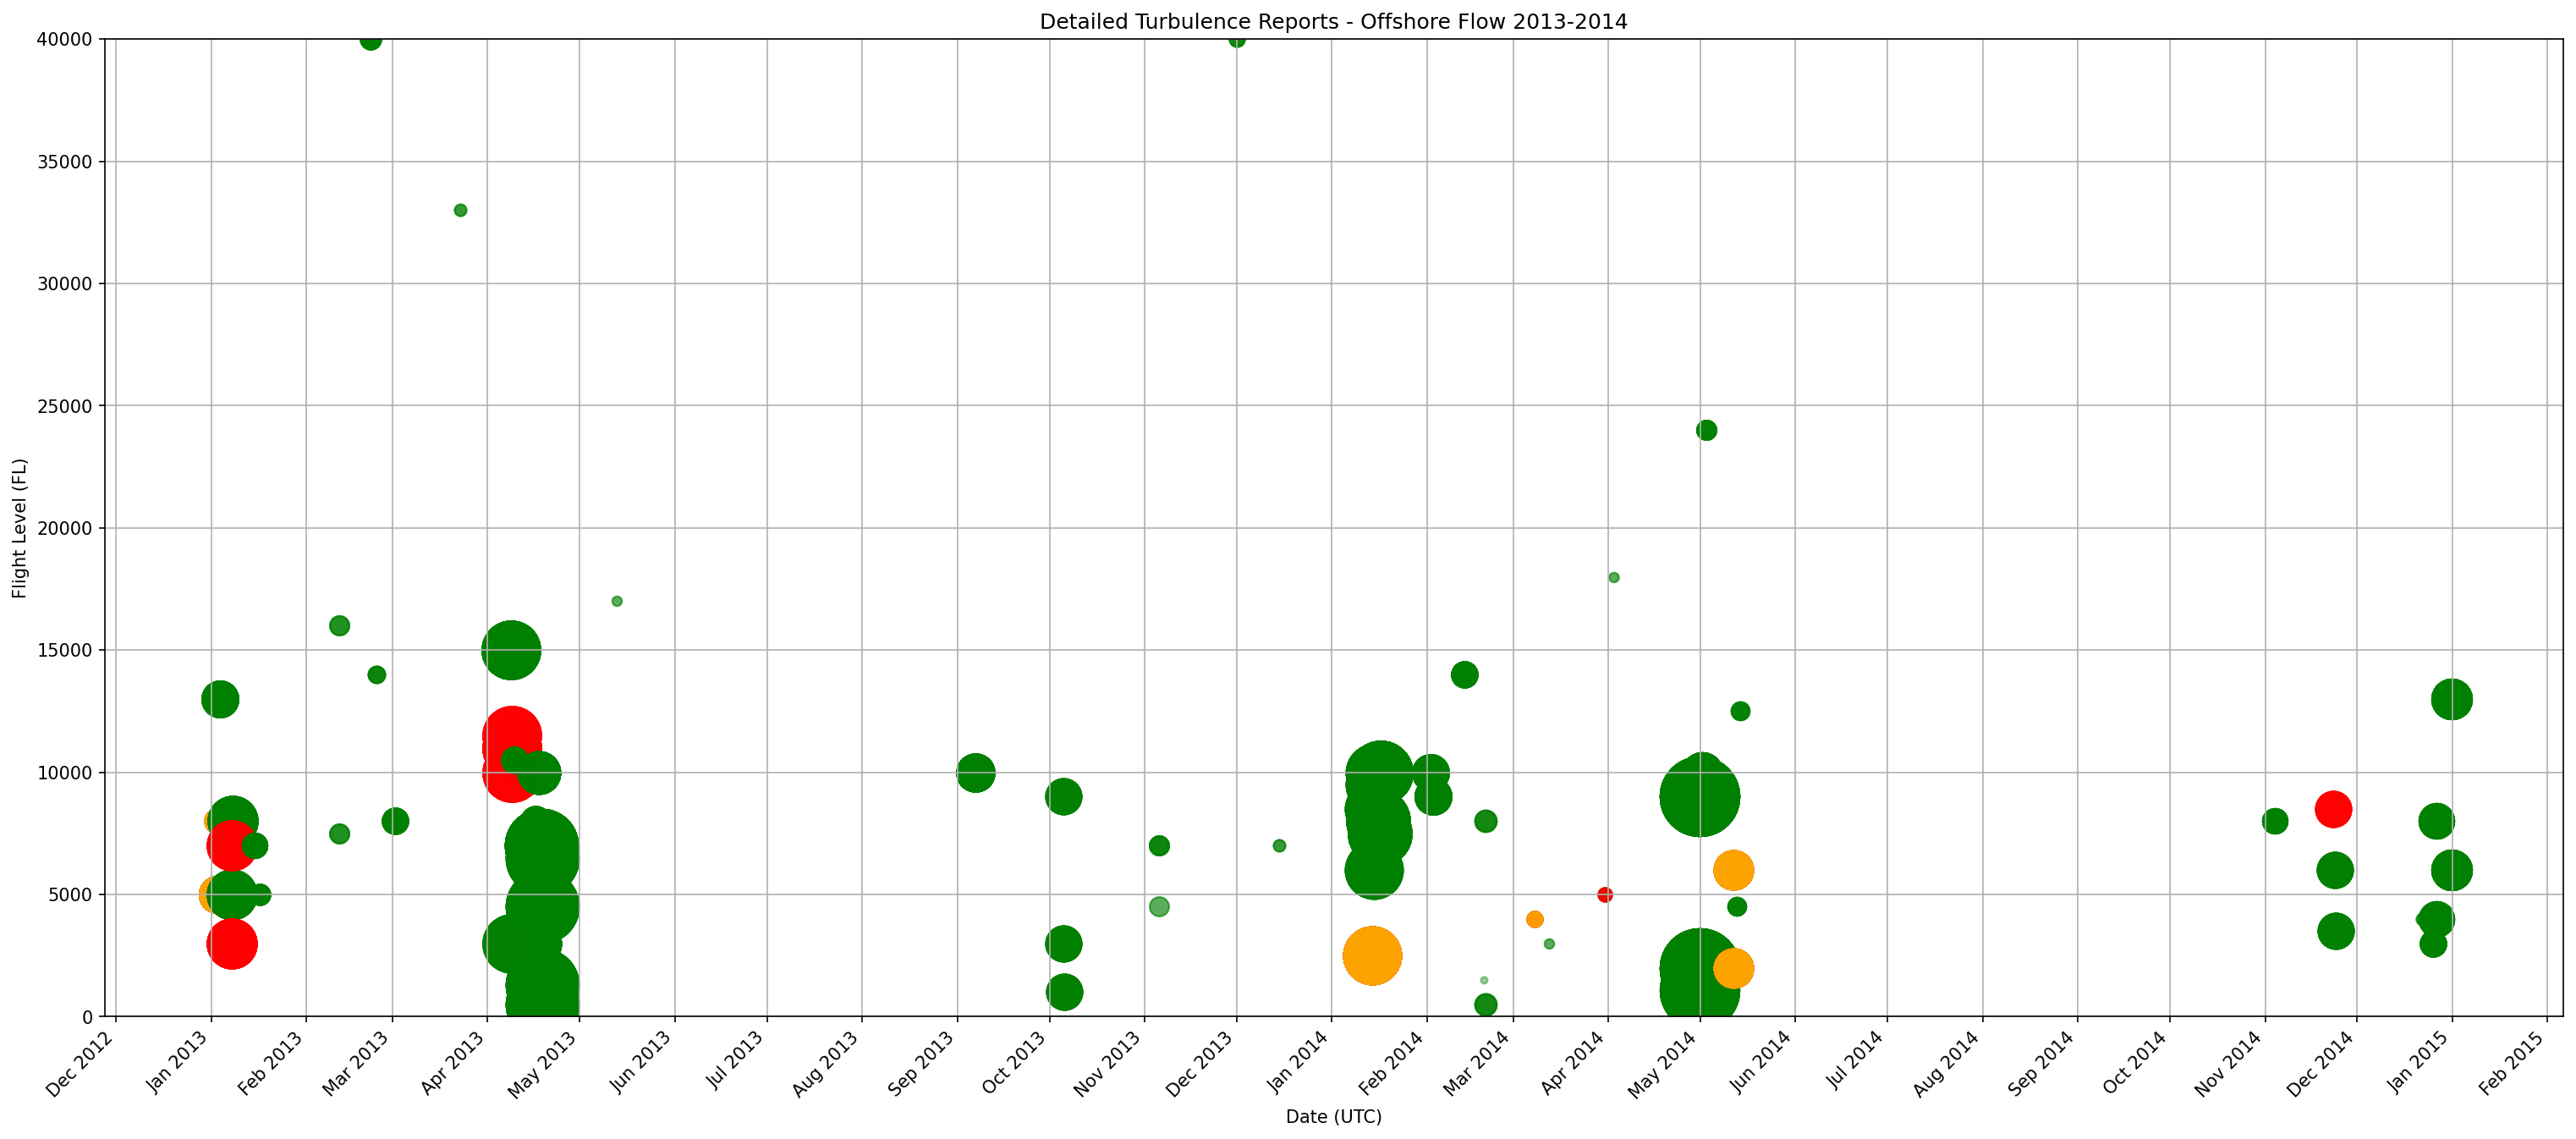 Detailed Turbulence Reports - Offshore Flow 2013-2014
Flight Level (FL)
40000
35000
30000
25000
20000
15000
10000
5000
0
Dec 2012
Jan 2013
Feb 2013
Mar 2013
Apr 2013
May 2013
Jun 2013
Jul 2013
Aug 2013
Sep 2013
Oct 2013
Nov 2013
Dec 2013
Jan 2014
Feb 2014
Mar 2014
Apr 2014
May 2014
Jun 2014
Jul 2014
Aug 2014
Sep 2014
Oct 2014
Nov 2014
Dec 2014
Jan 2015
Feb 2015
Date (UTC)